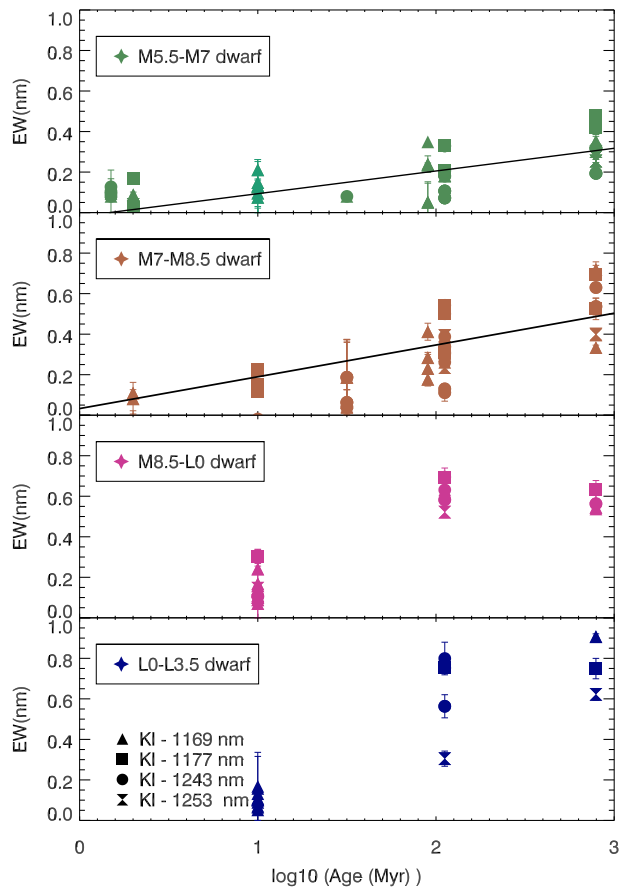 1.0
0.8
0.6
0.4
0.2
0.0
EW(nm)
M5.5-M7 dwarf
0.8
0.6
0.4
0.2
0.0
EW(nm)
M7-M8.5 dwarf
0.8
0.6
0.4
0.2
0.0
EW(nm)
M8.5-L0 dwarf
1.0
0.8
0.6
0.4
0.2
0.0
EW(nm)
L0-L3.5 dwarf
KI - 1169 nm
KI - 1177 nm
KI - 1243 nm
KI - 1253 nm
0 1 2 3
log10 (Age (Myr) )